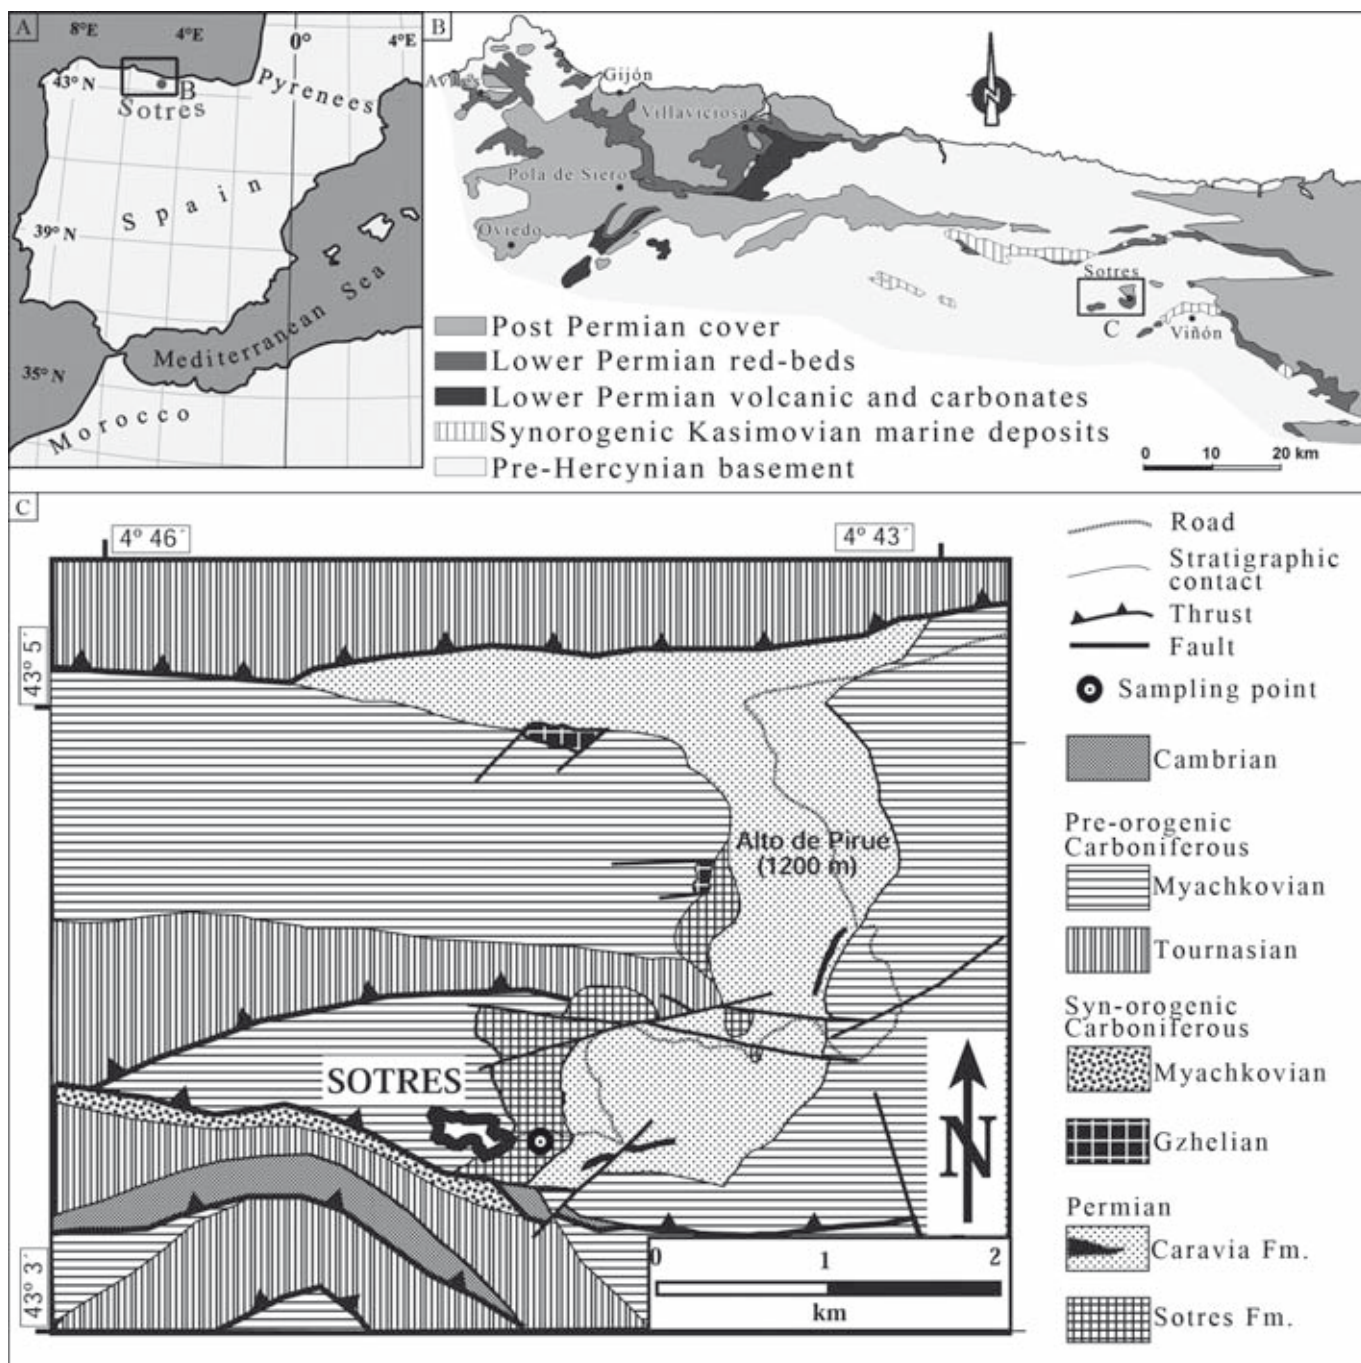 A
8°E
4°E
0°
4°E
43° N
B
Sotres
Pyrenees
Spain
39° N
Mediterranean Sea
35° N
Morocco
B
Avilés
Gijón
Villaviciosa
Pola de Siero
Oviedo
Sotres
C
Viñón
N
Post Permian cover
Lower Permian red-beds
Lower Permian volcanic and carbonates
Synorogenic Kasimovian marine deposits
Pre-Hercynian basement
0 10 20 km
C
4° 46´
4° 43´
43° 5´
43° 3´
Alto de Pirué
(1200 m)
SOTRES
N
0 1 2
km
Road
Stratigraphic
contact
Thrust
Fault
Sampling point
Cambrian
Pre-orogenic
Carboniferous
Myachkovian
Tournasian
Syn-orogenic
Carboniferous
Myachkovian
Gzhelian
Permian
Caravia Fm.
Sotres Fm.